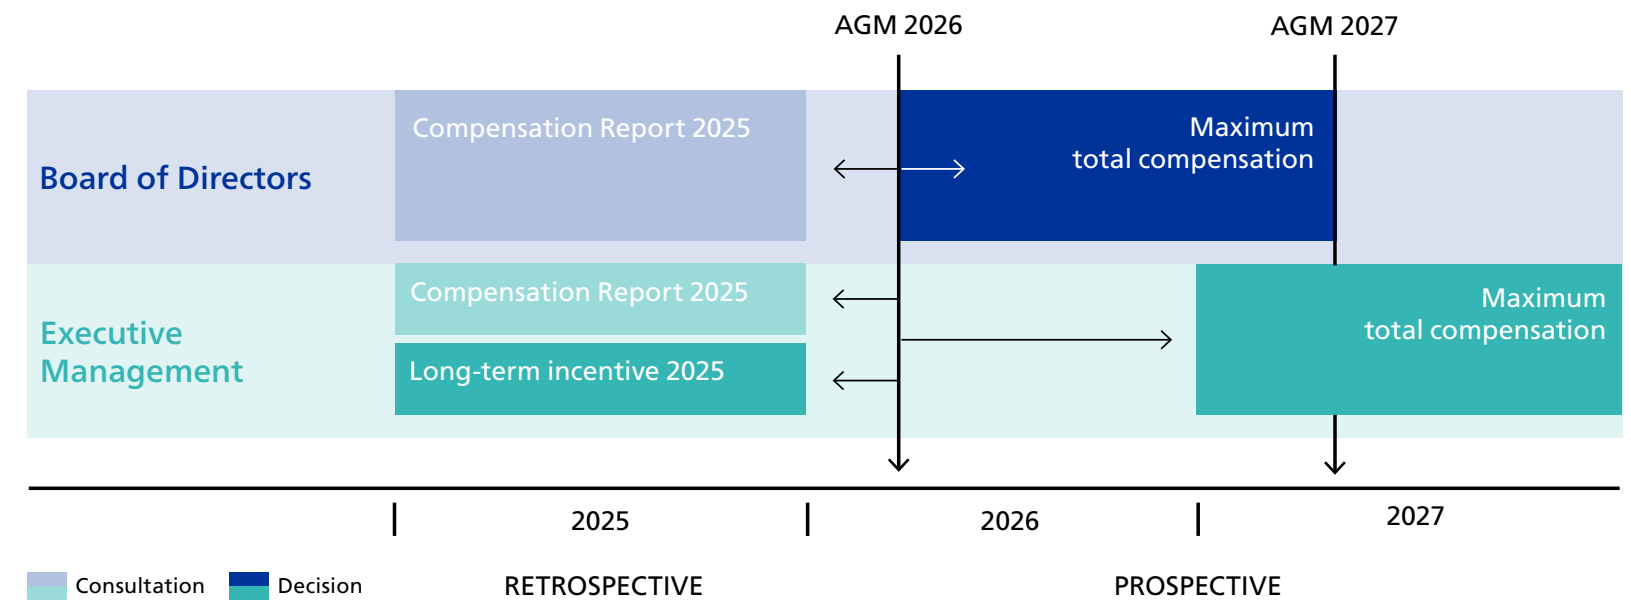 AGM 2026
AGM 2027
Board of Directors
Compensation Report 2025
Maximum
total compensation
Executive
Management
Compensation Report 2025
Long-term incentive 2025
Maximum
total compensation
2025
2026
2027
Consultation
Decision
RETROSPECTIVE
PROSPECTIVE